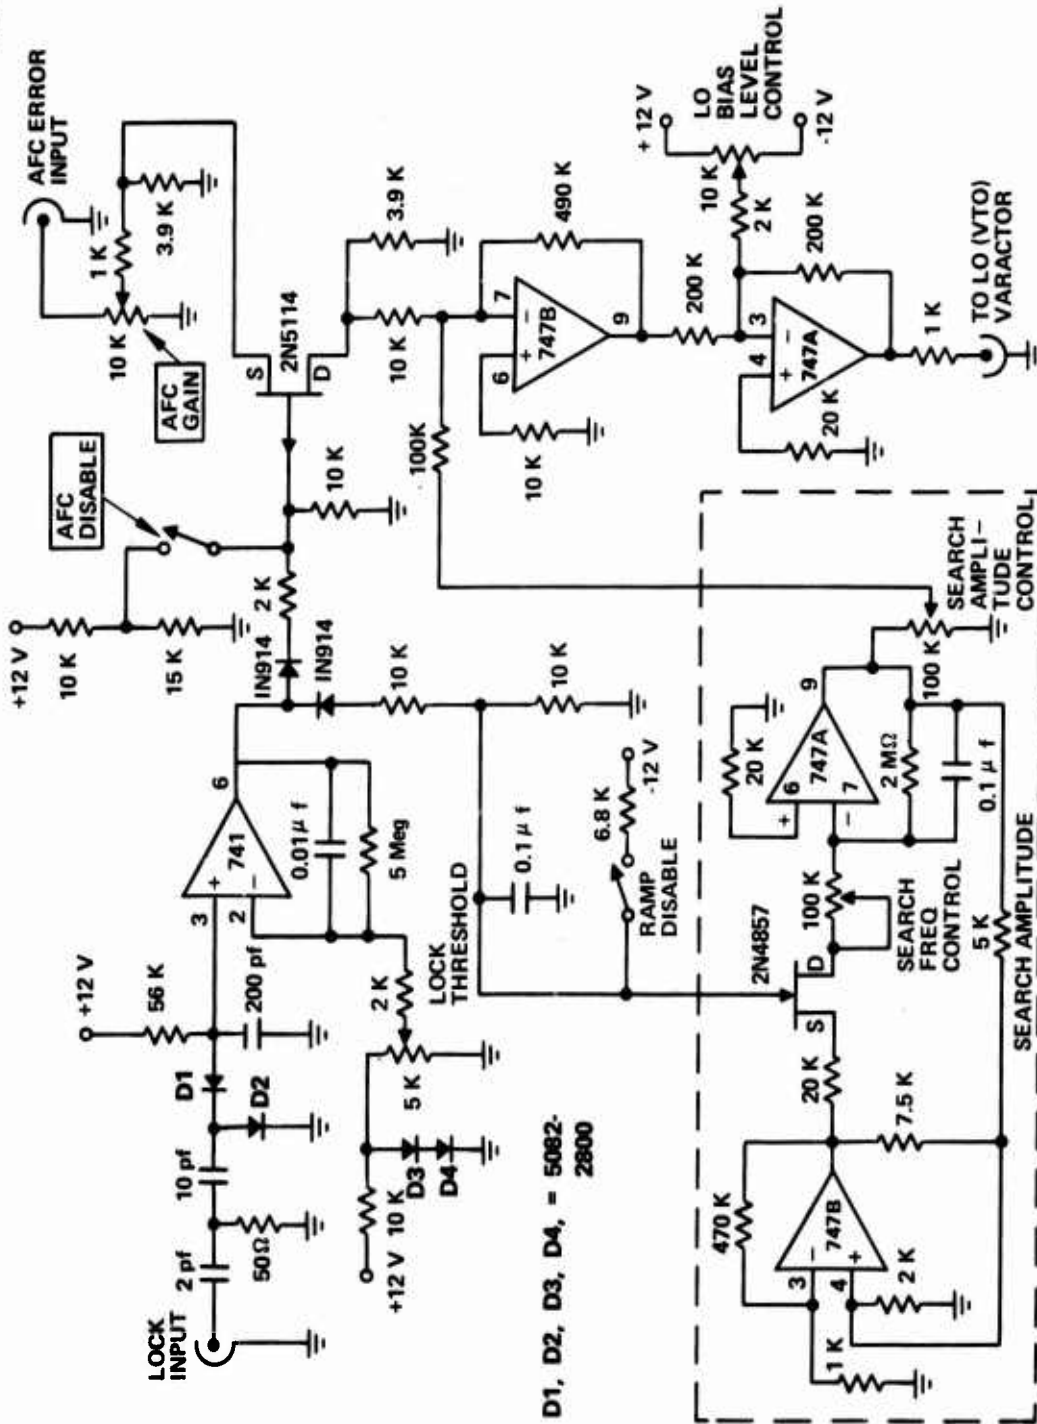 LOCK
INPUT
2 pf
50Ω
10 pf
D1
D2
+12 V
56 K
200 pf
3
2
+
−
741
6
0.01μ f
5 Meg
+12 V
10 K
D3
D4
5 K
2 K
LOCK
THRESHOLD
D1, D2, D3, D4, = 5082-
2800
+12 V
10 K
15 K
AFC
DISABLE
IN914
IN914
2 K
10 K
10 K
10 K
0.1 μ f
6.8 K
-12 V
RAMP
DISABLE
AFC ERROR
INPUT
10 K
AFC
GAIN
1 K
3.9 K
S
D
2N5114
3.9 K
10 K
100K
6
7
+
−
747B
9
490 K
10 K
200 K
+ 12 V
10 K
LO
BIAS
LEVEL
CONTROL
-12 V
2 K
4
3
+
−
747A
200 K
20 K
1 K
TO LO (VTO)
VARACTOR
470 K
3
4
−
+
747B
1 K
2 K
7.5 K
20 K
2N4857
S
D
100 K
SEARCH
FREQ
CONTROL
20 K
6
7
+
−
747A
9
2 MΩ
0.1 μ f
100 K
SEARCH
AMPLI-
TUDE
CONTROL
5 K
SEARCH AMPLITUDE